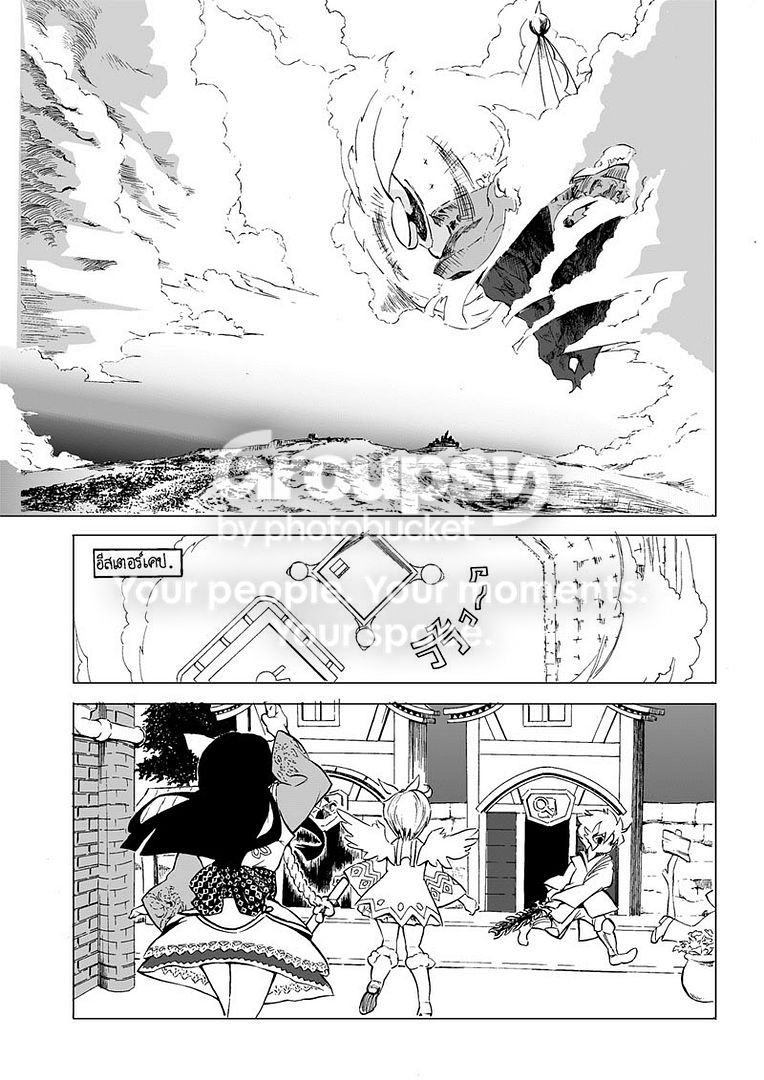 Groupsy
by photobucket
อีสเตอร์เคป.
Your people. Your moments.
Your space.